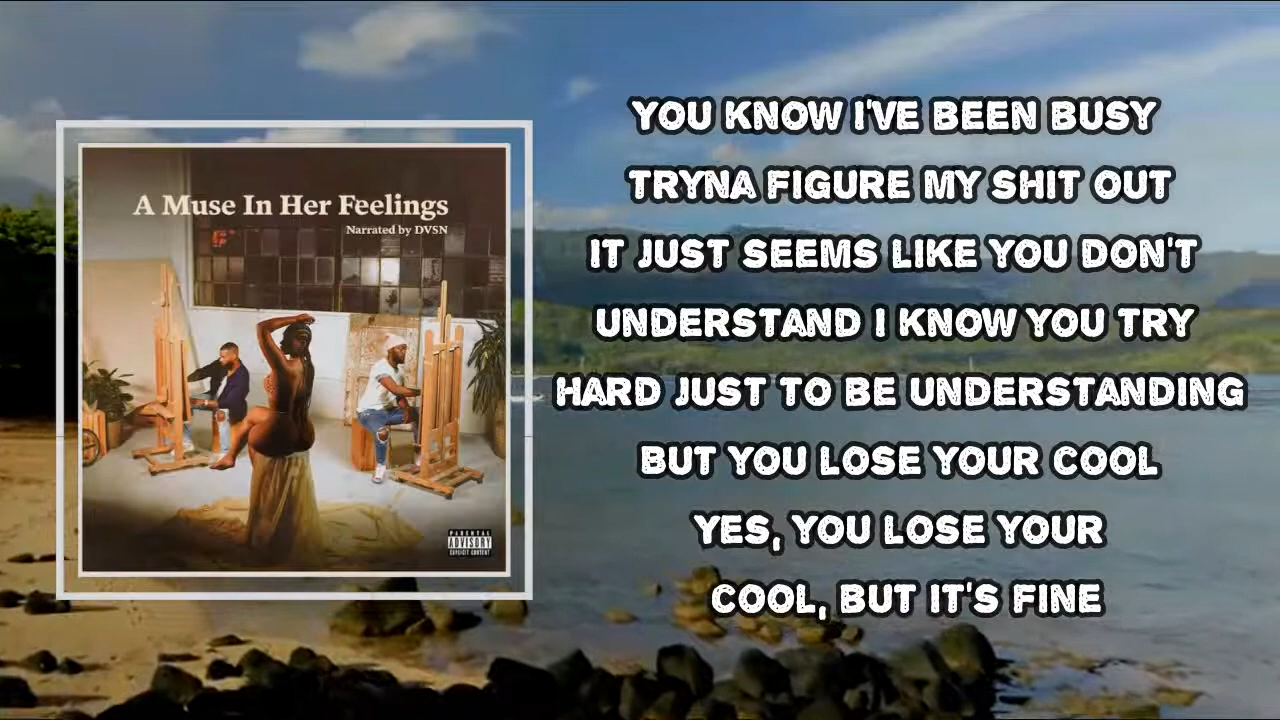 A Muse In Her Feelings
Narrated by DVSN
PARENTAL
ADVISORY
EXPLICIT CONTENT
YOU KNOW I'VE BEEN BUSY
TRYNA FIGURE MY SHIT OUT
IT JUST SEEMS LIKE YOU DON'T
UNDERSTAND I KNOW YOU TRY
HARD JUST TO BE UNDERSTANDING
BUT YOU LOSE YOUR COOL
YES, YOU LOSE YOUR
COOL, BUT IT'S FINE